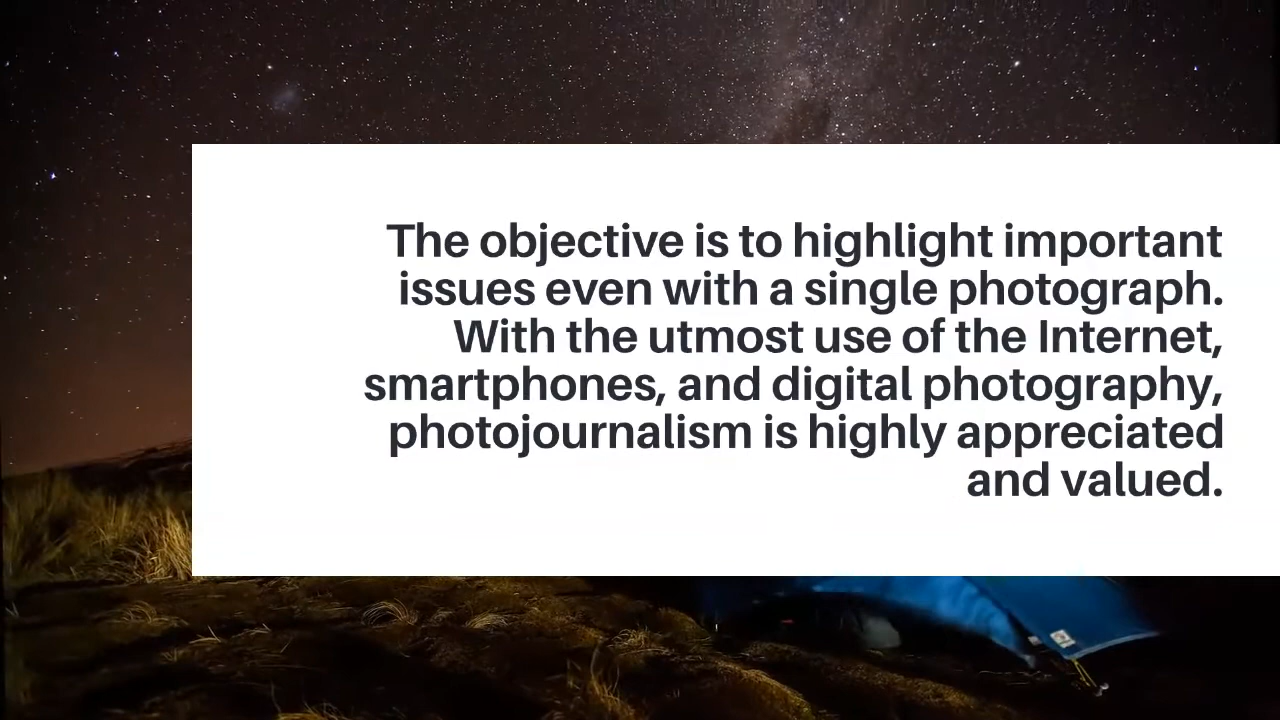 The objective is to highlight important
issues even with a single photograph.
With the utmost use of the Internet,
smartphones, and digital photography,
photojournalism is highly appreciated
and valued.